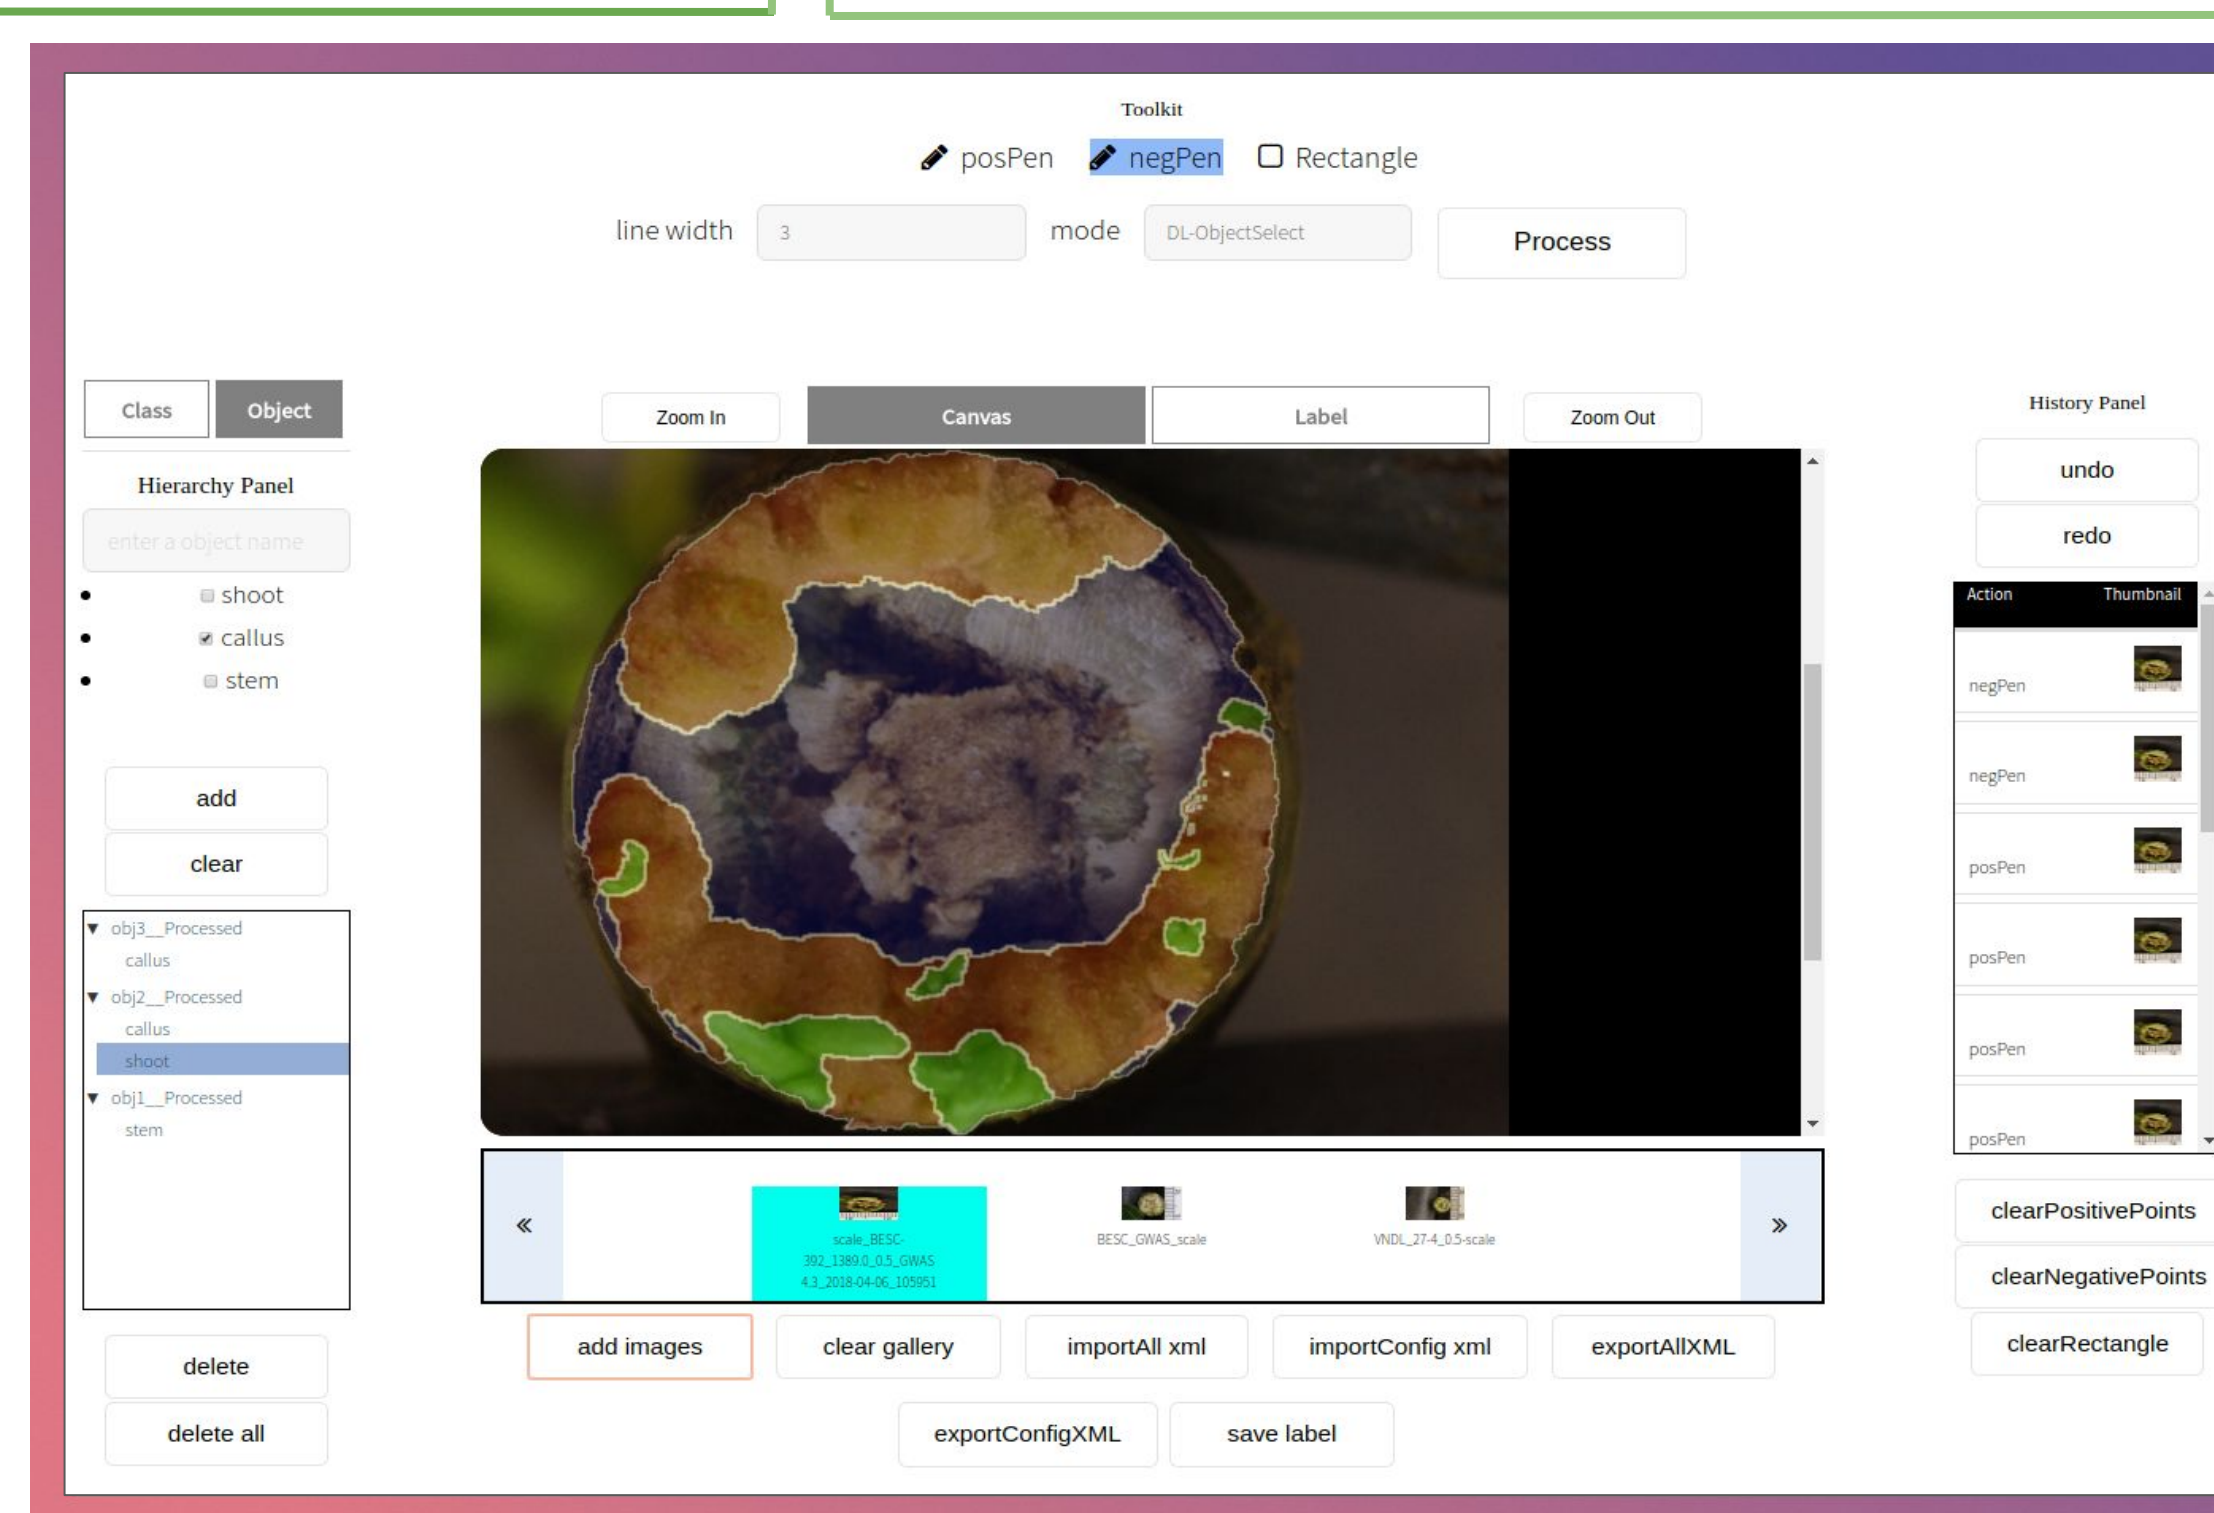 Toolkit
posPen negPen Rectangle
line width 3 mode DL-ObjectSelect Process
Class Object
Hierarchy Panel
enter a object name
shoot
callus
stem
add
clear
obj3__Processed
callus
obj2__Processed
callus
shoot
obj1__Processed
stem
delete
delete all
Zoom In Canvas Label Zoom Out
scale_BESC-
392_1389.0_0.5_GWAS
4.3_2018-04-06_105951
BESC_GWAS_scale
VNDL_27-4_0.5-scale
add images clear gallery importAll xml importConfig xml exportAllXML
exportConfigXML save label
History Panel
undo
redo
Action Thumbnail
negPen
negPen
posPen
posPen
posPen
posPen
clearPositivePoints
clearNegativePoints
clearRectangle